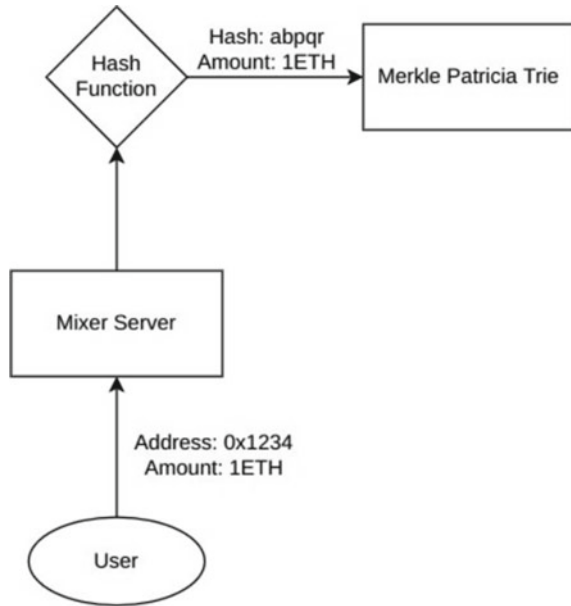 Hash
Function
Hash: abpqr
Amount: 1ETH
Merkle Patricia Trie
Mixer Server
Address: 0x1234
Amount: 1ETH
User